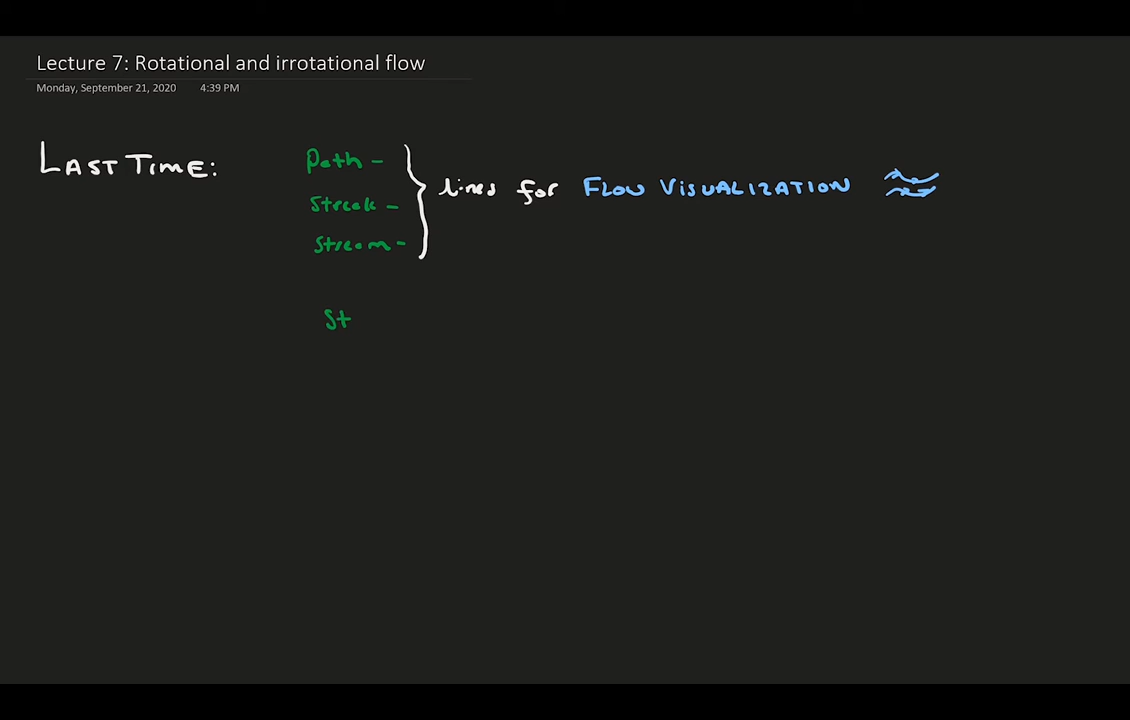 Lecture 7: Rotational and irrotational flow
Monday, September 21, 2020 4:39 PM
LAST TIME:
Path -
Streak -
Stream -
lines for FLOW VISUALIZATION
St